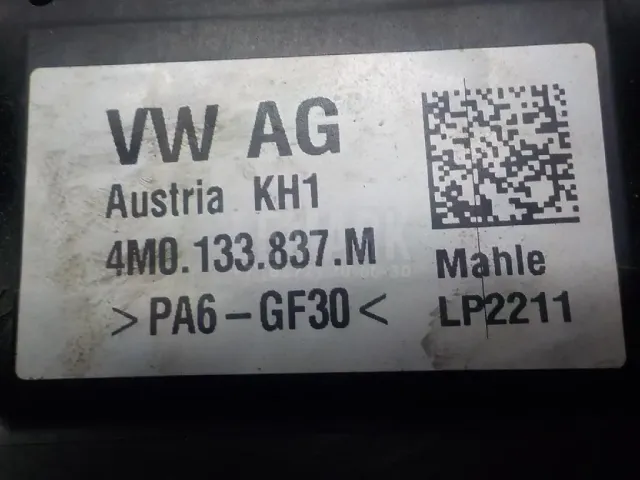 VW AG
Austria KH1
4M0.133.837.M
>PA6-GF30<
Mahle
LP2211